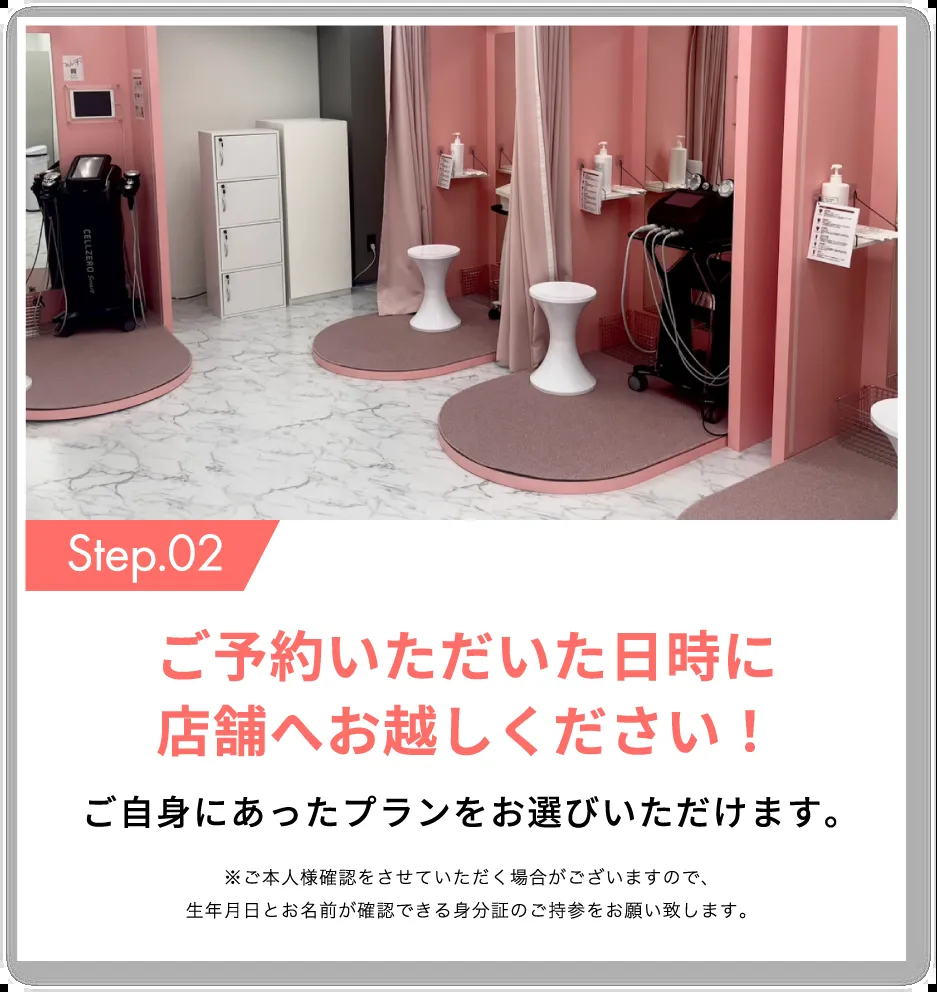 CELLZERO Smart
Step.02
ご予約いただいた日時に
店舗へお越しください！
ご自身にあったプランをお選びいただけます。
※ご本人様確認をさせていただく場合がございますので、
生年月日とお名前が確認できる身分証のご持参をお願い致します。